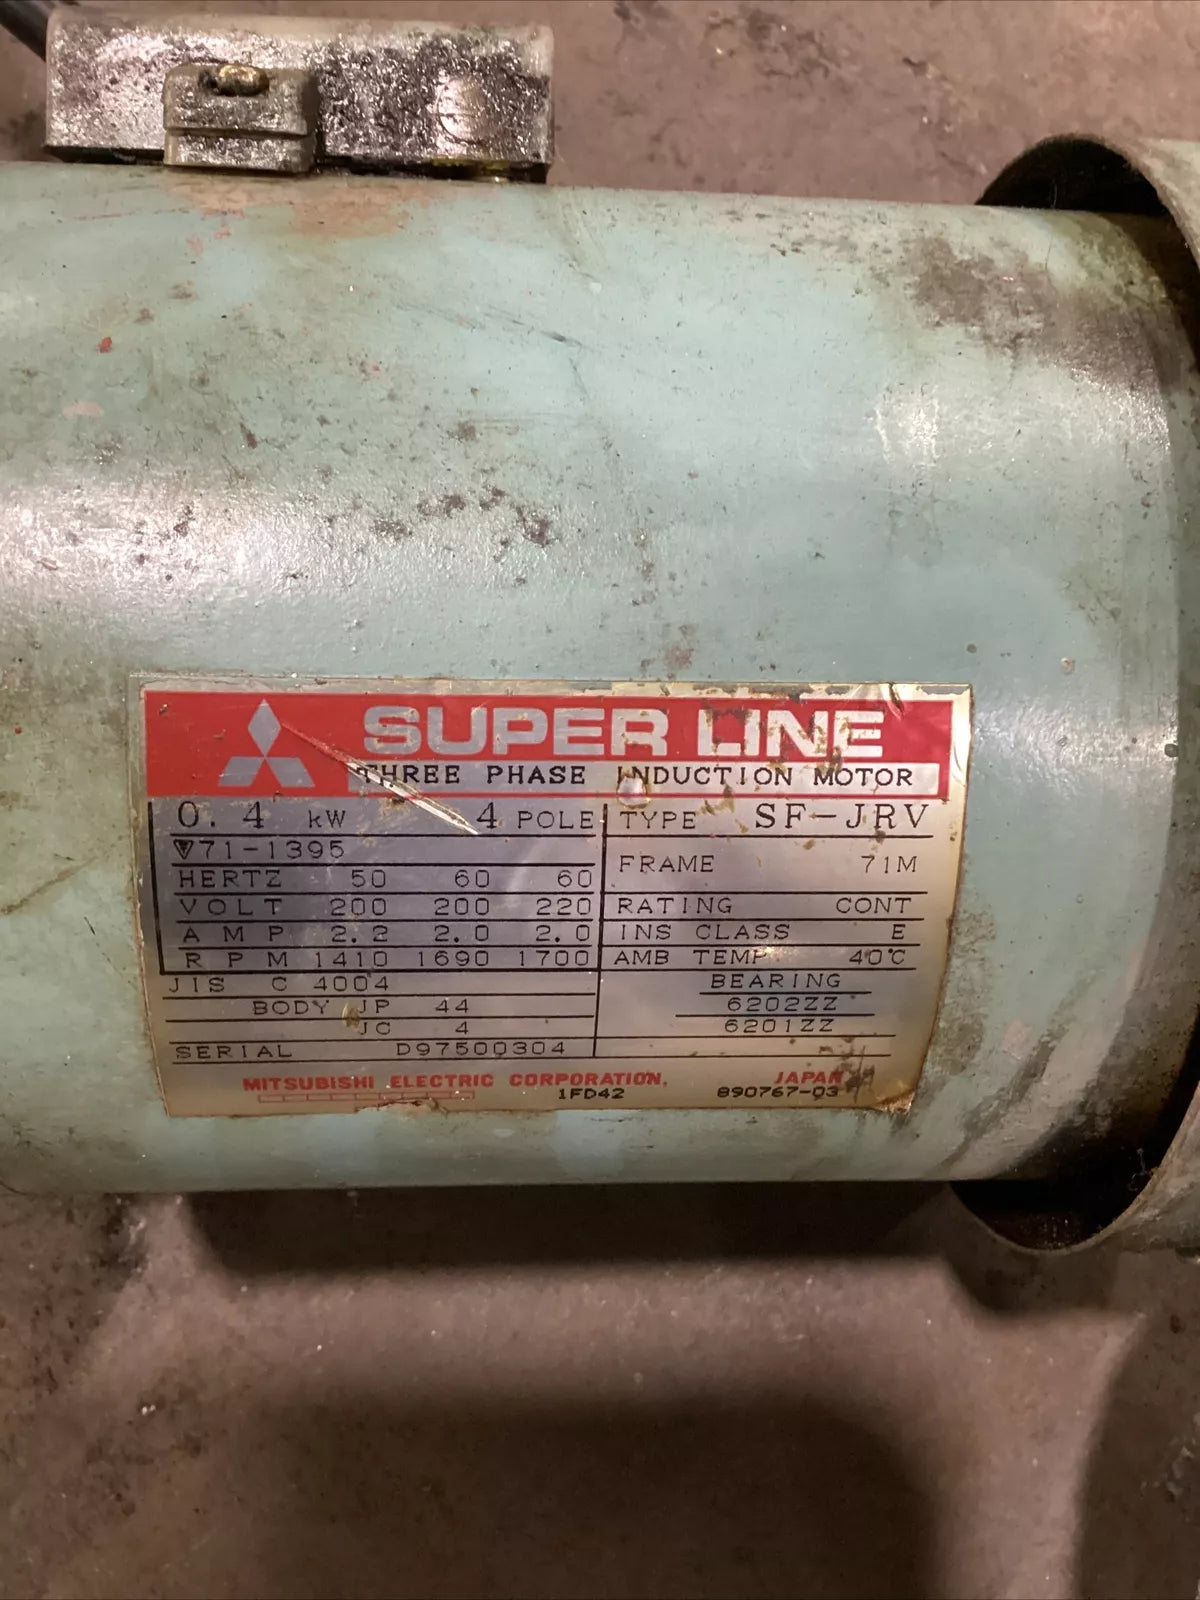 SUPER LINE
THREE PHASE INDUCTION MOTOR
0.4 kW 4 POLE
TYPE SF-JRV
71-1395
FRAME 71M
HERTZ 50 60 60
VOLT 200 200 220
RATING CONT
AMP 2.2 2.0 2.0
INS CLASS E
RPM 1410 1690 1700
AMB TEMP 40°C
JIS C 4004
BEARING
BODY JP 44
6202ZZ
JC 4
6201ZZ
SERIAL D97500304
MITSUBISHI ELECTRIC CORPORATION, JAPAN
1FD42 890767-03